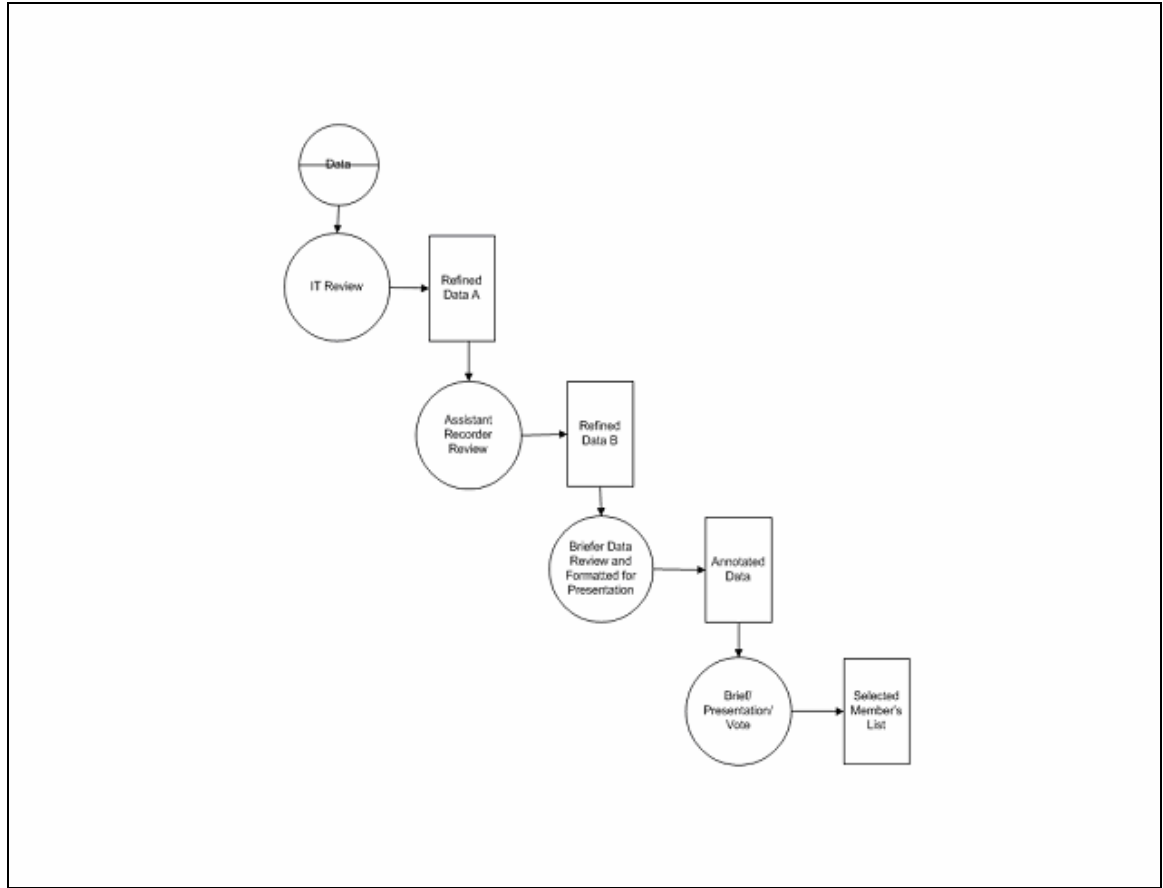 Data
IT Review
Refined
Data A
Assistant
Recorder
Review
Refined
Data B
Briefer Data
Review and
Formatted for
Presentation
Annotated
Data
Brief/
Presentation/
Vote
Selected
Member's
List